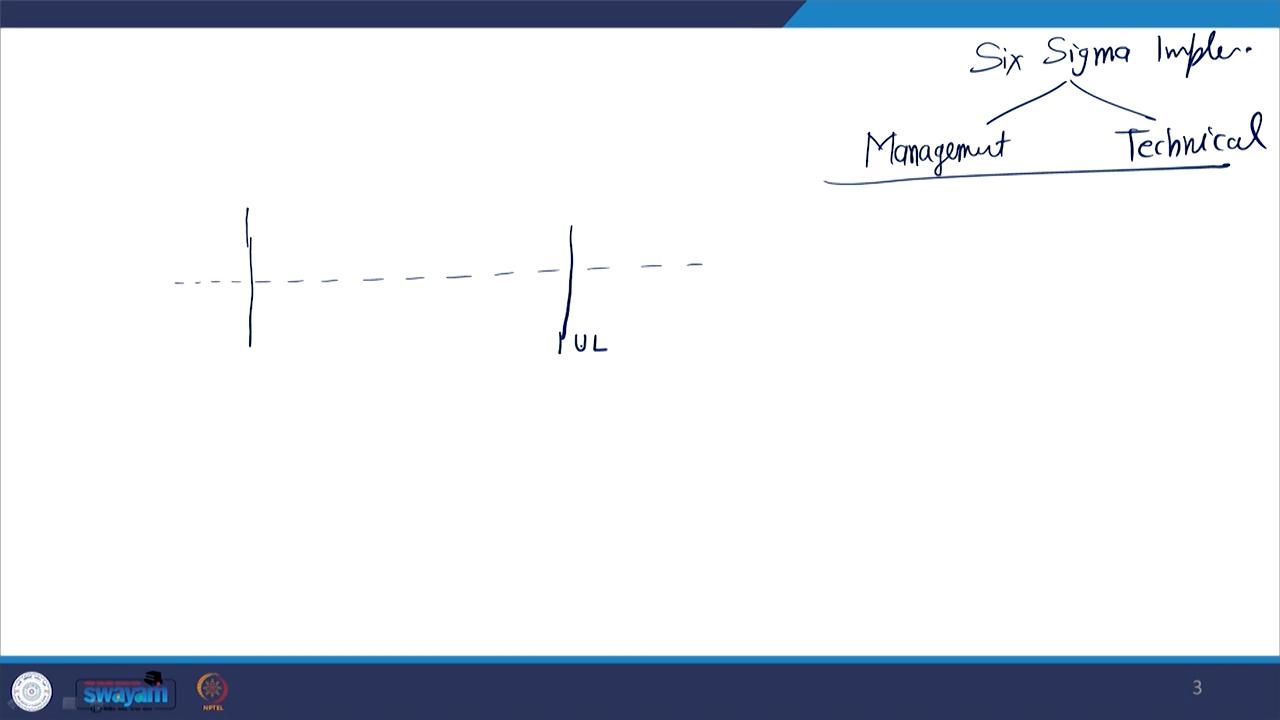 Six Sigma Imple.
Management Technical
UL
swayam
NPTEL
3